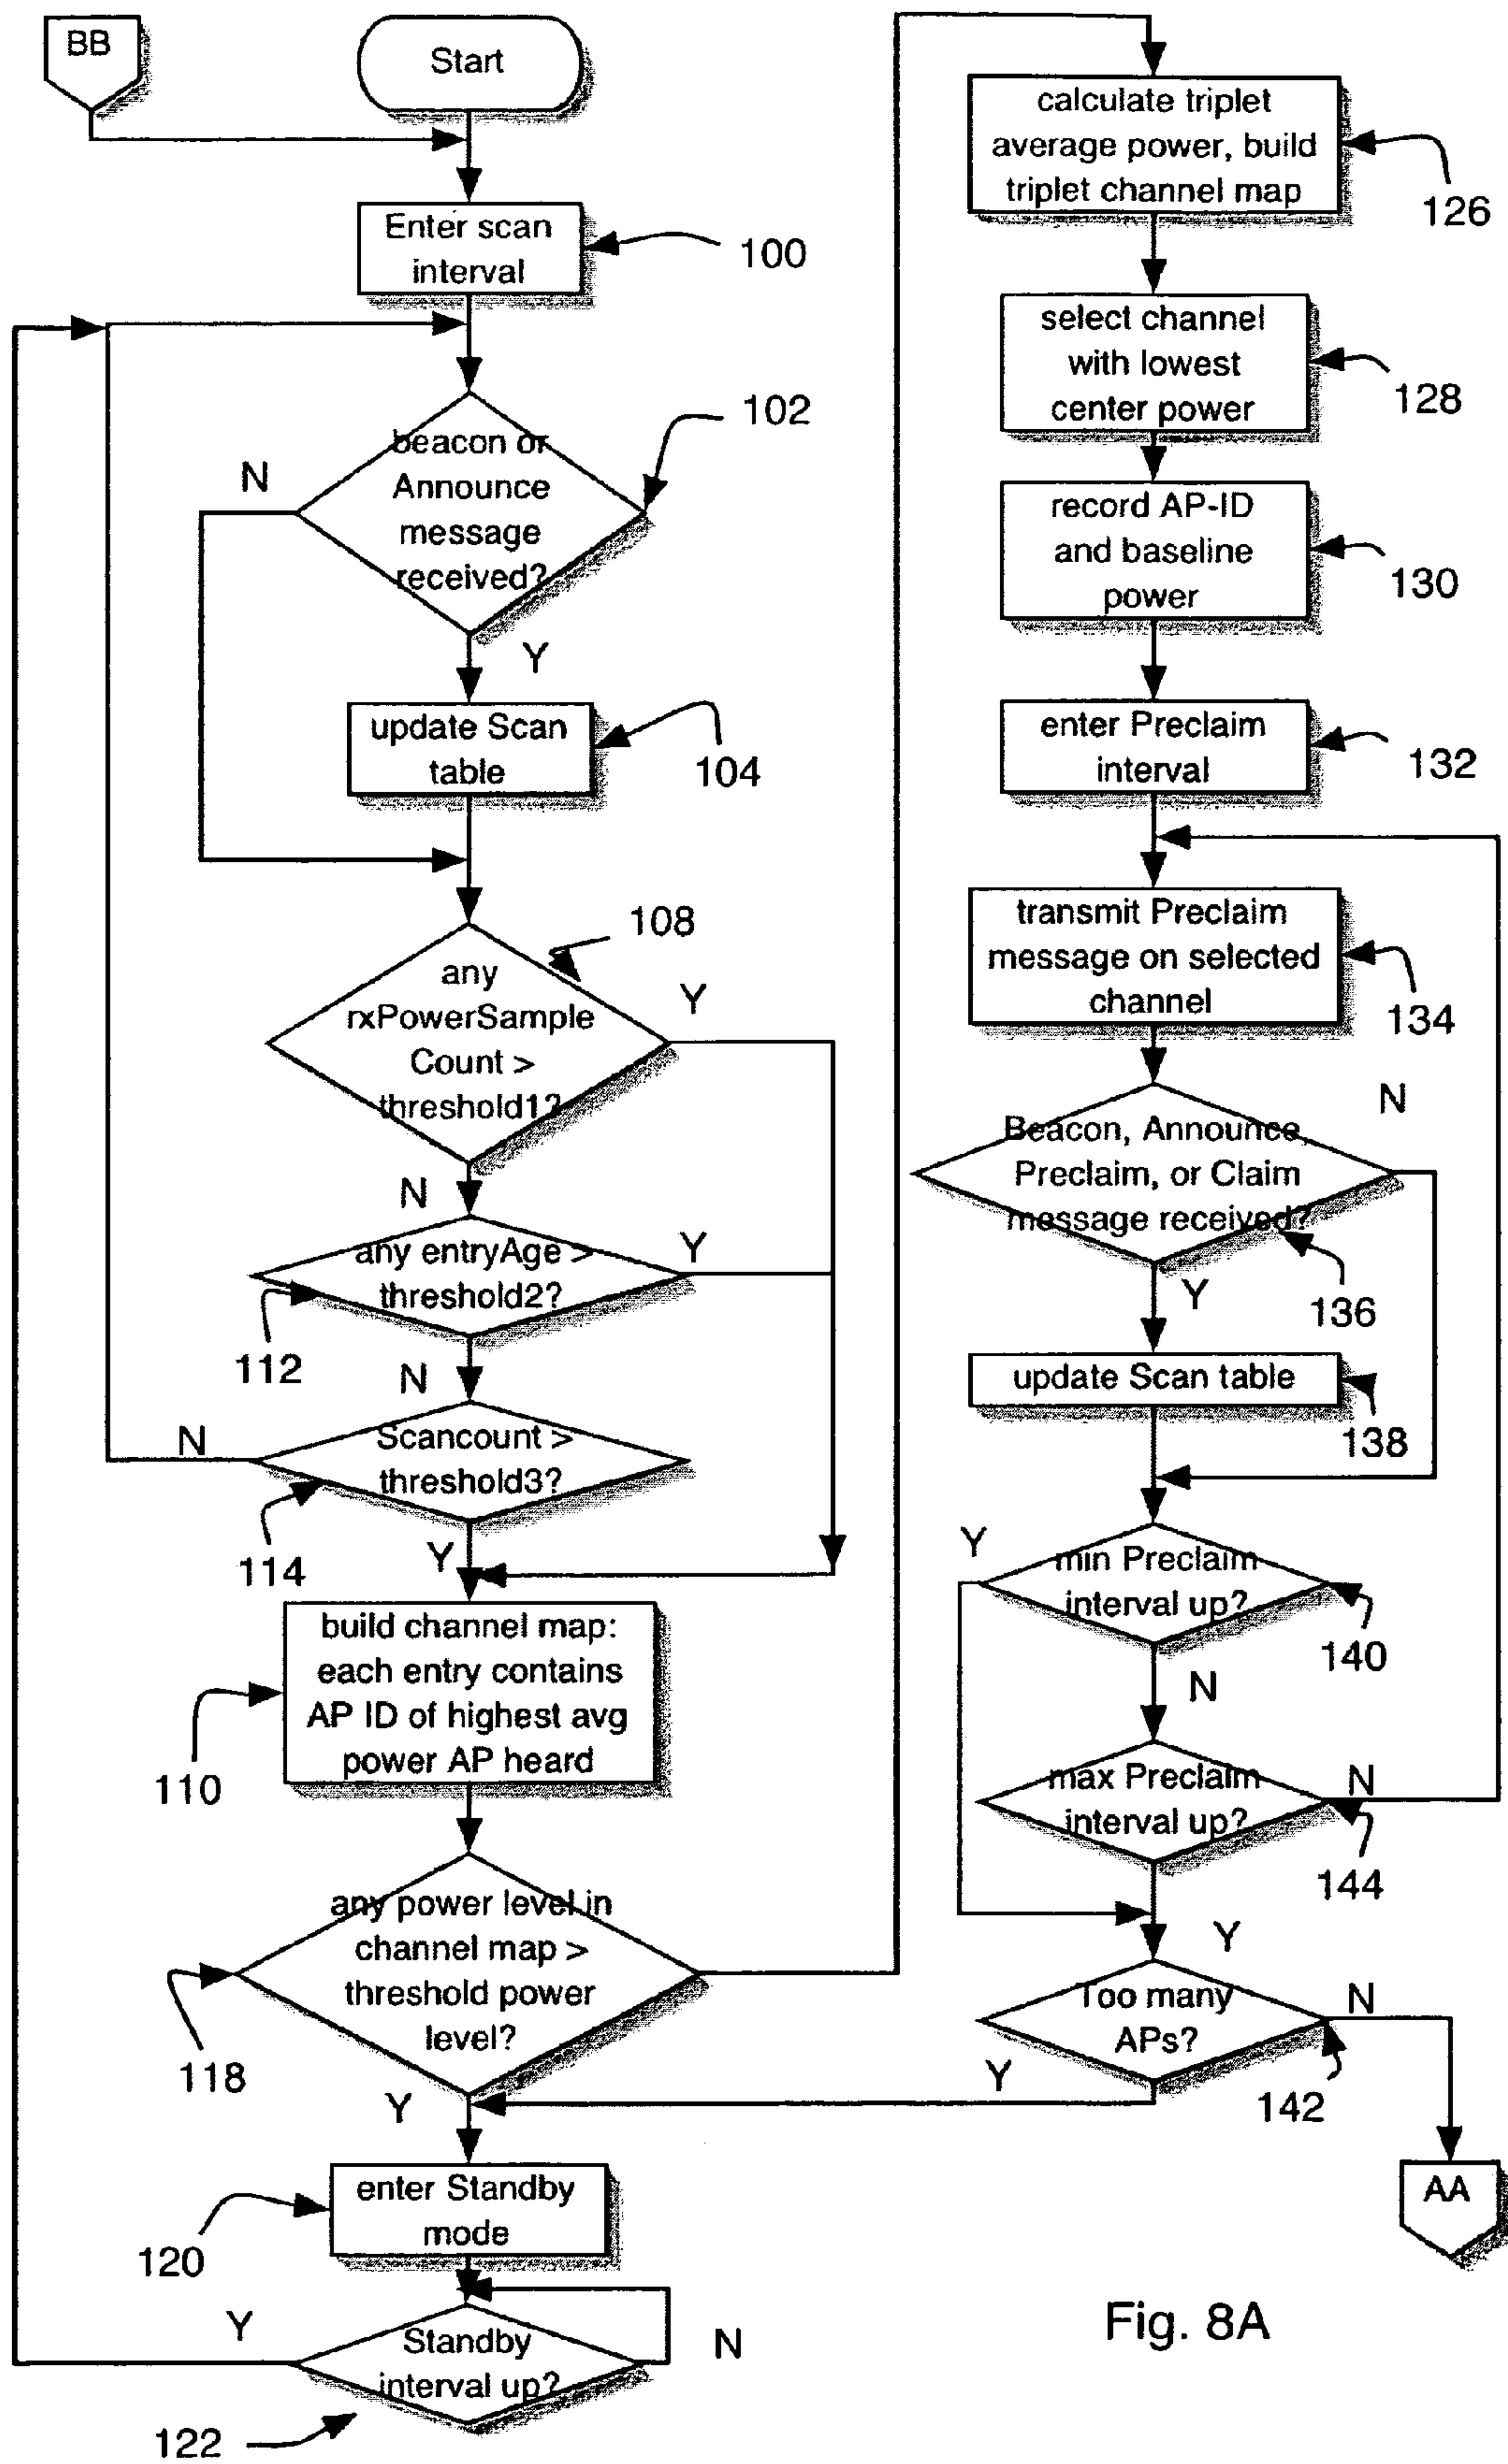 BB
Start
Enter scan
interval
100
beacon or
Announce
message
received?
102
N
Y
update Scan
table
104
any
rxPowerSample
Count >
threshold1?
108
Y
N
any entryAge >
threshold2?
Y
112
N
Scancount >
threshold3?
N
114
Y
build channel map:
each entry contains
AP ID of highest avg
power AP heard
110
any power level in
channel map >
threshold power
level?
118
Y
enter Standby
mode
120
Standby
interval up?
Y
N
122
calculate triplet
average power, build
triplet channel map
126
select channel
with lowest
center power
128
record AP-ID
and baseline
power
130
enter Preclaim
interval
132
transmit Preclaim
message on selected
channel
134
Beacon, Announce,
Preclaim, or Claim
message received?
N
136
Y
update Scan table
138
min Preclaim
interval up?
Y
140
N
max Preclaim
interval up?
N
144
Y
Too many
APs?
N
Y
142
AA
Fig. 8A